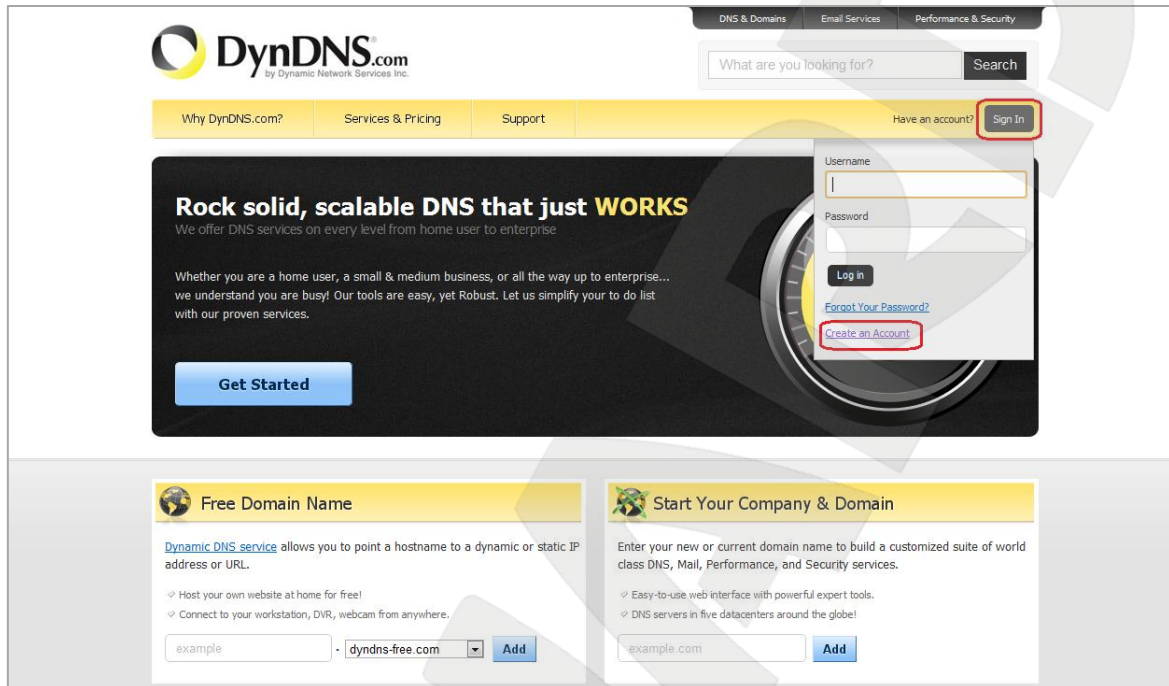 DNS & Domains Email Services Performance & Security
DynDNS.com
by Dynamic Network Services Inc.
What are you looking for? Search
Why DynDNS.com? Services & Pricing Support Have an account? Sign In
Username
Password
Log in
Forgot Your Password?
Create an Account
Rock solid, scalable DNS that just WORKS
We offer DNS services on every level from home user to enterprise
Whether you are a home user, a small & medium business, or all the way up to enterprise...
we understand you are busy! Our tools are easy, yet Robust. Let us simplify your to do list
with our proven services.
Get Started
Free Domain Name
Dynamic DNS service allows you to point a hostname to a dynamic or static IP
address or URL.
Host your own website at home for free!
Connect to your workstation, DVR, webcam from anywhere.
example . dyndns-free.com Add
Start Your Company & Domain
Enter your new or current domain name to build a customized suite of world
class DNS, Mail, Performance, and Security services.
Easy-to-use web interface with powerful expert tools.
DNS servers in five datacenters around the globe!
example.com Add